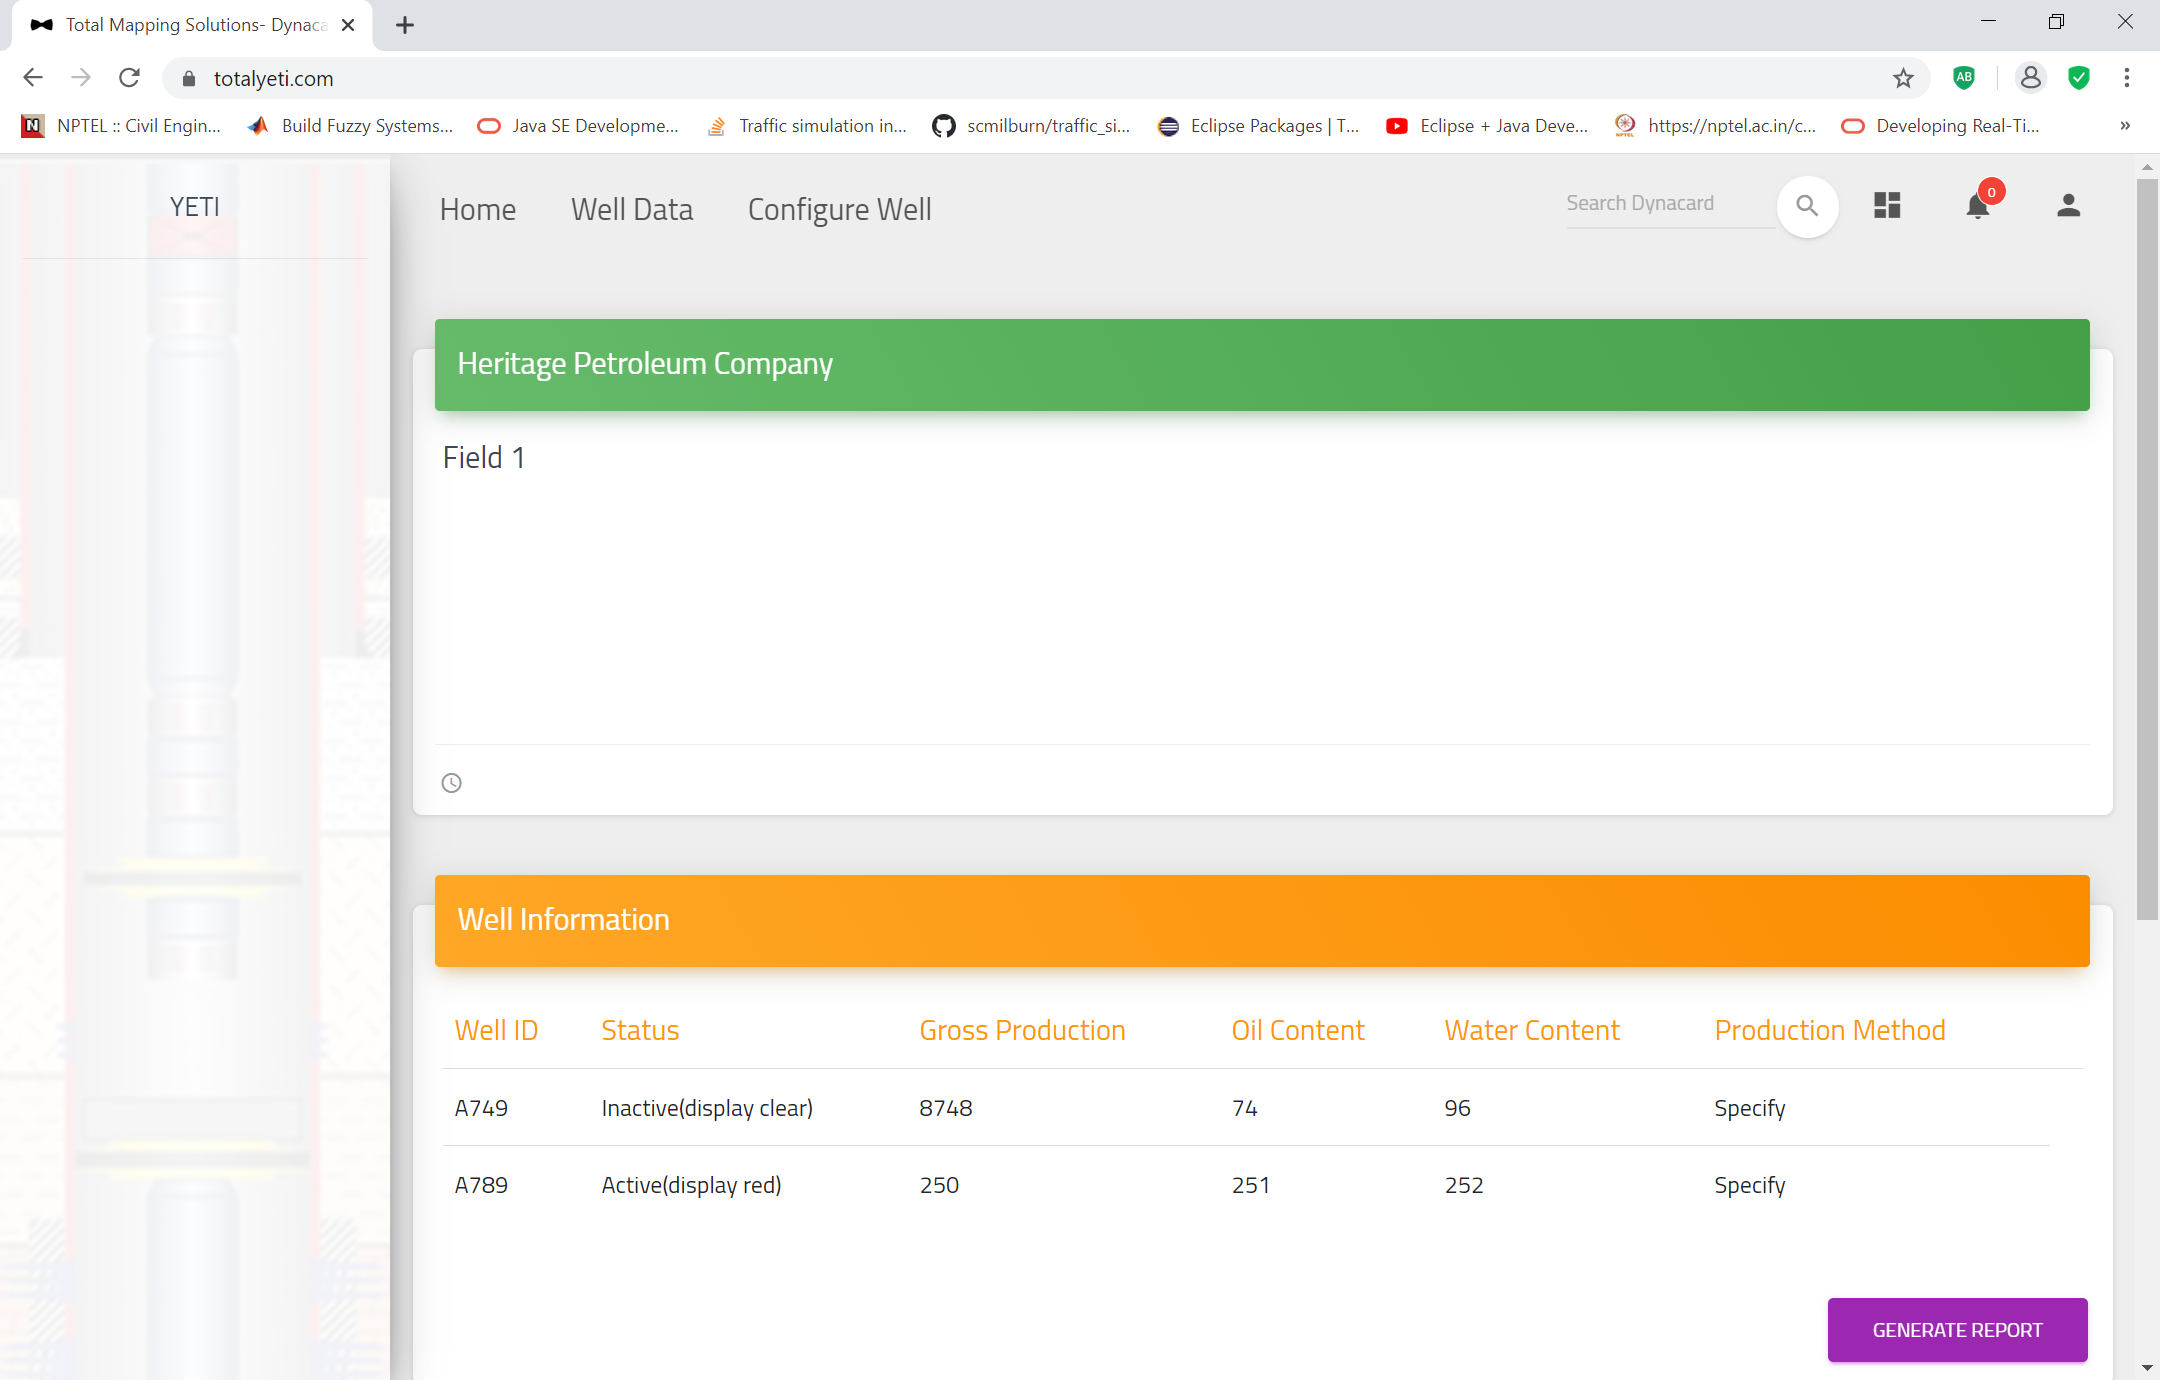 Total Mapping Solutions- Dynaca
totalyeti.com
AB
NPTEL :: Civil Engin...
Build Fuzzy Systems...
Java SE Developme...
Traffic simulation in...
scmilburn/traffic_si...
Eclipse Packages | T...
Eclipse + Java Deve...
https://nptel.ac.in/c...
Developing Real-Ti...
»
YETI
Home
Well Data
Configure Well
Search Dynacard
0
Heritage Petroleum Company
Field 1
Well Information
Well ID Status Gross Production Oil Content Water Content Production Method
A749 Inactive(display clear) 8748 74 96 Specify
A789 Active(display red) 250 251 252 Specify
GENERATE REPORT